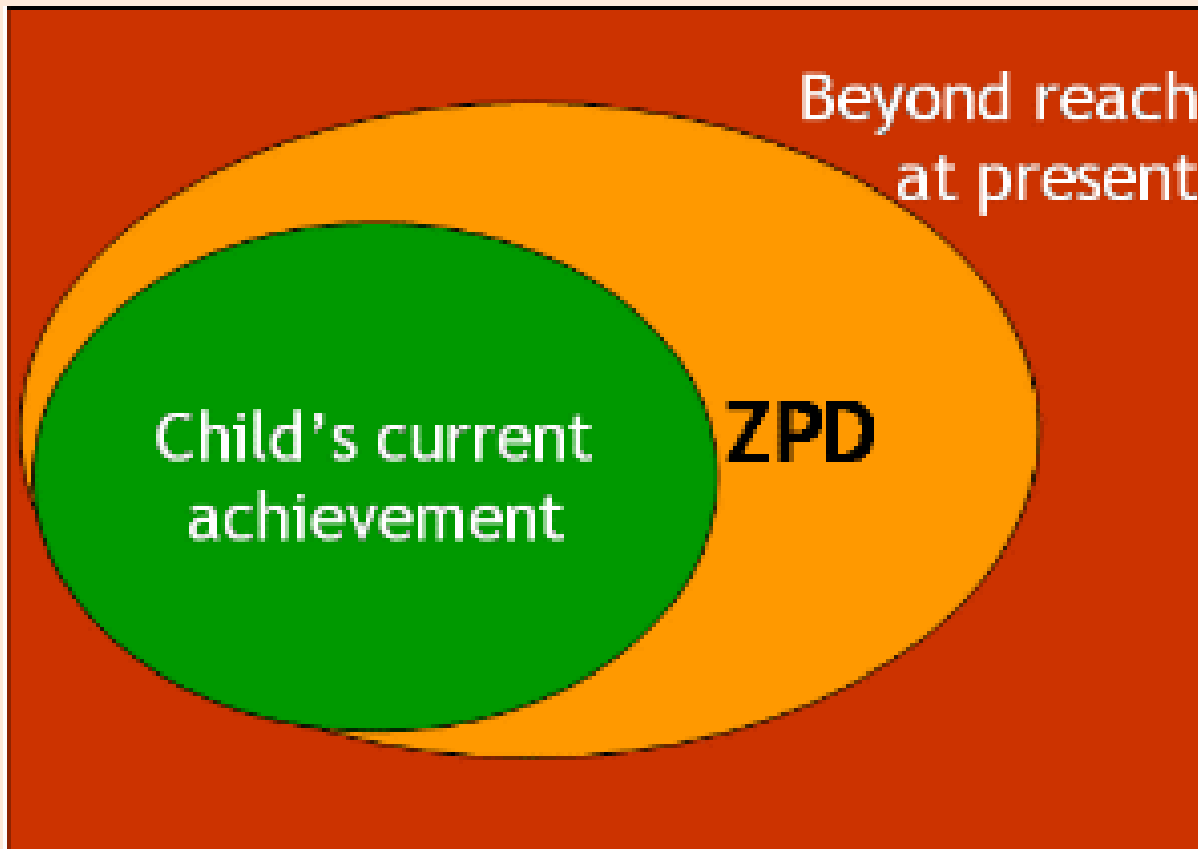 Beyond reach
at present
Child’s current
achievement
ZPD